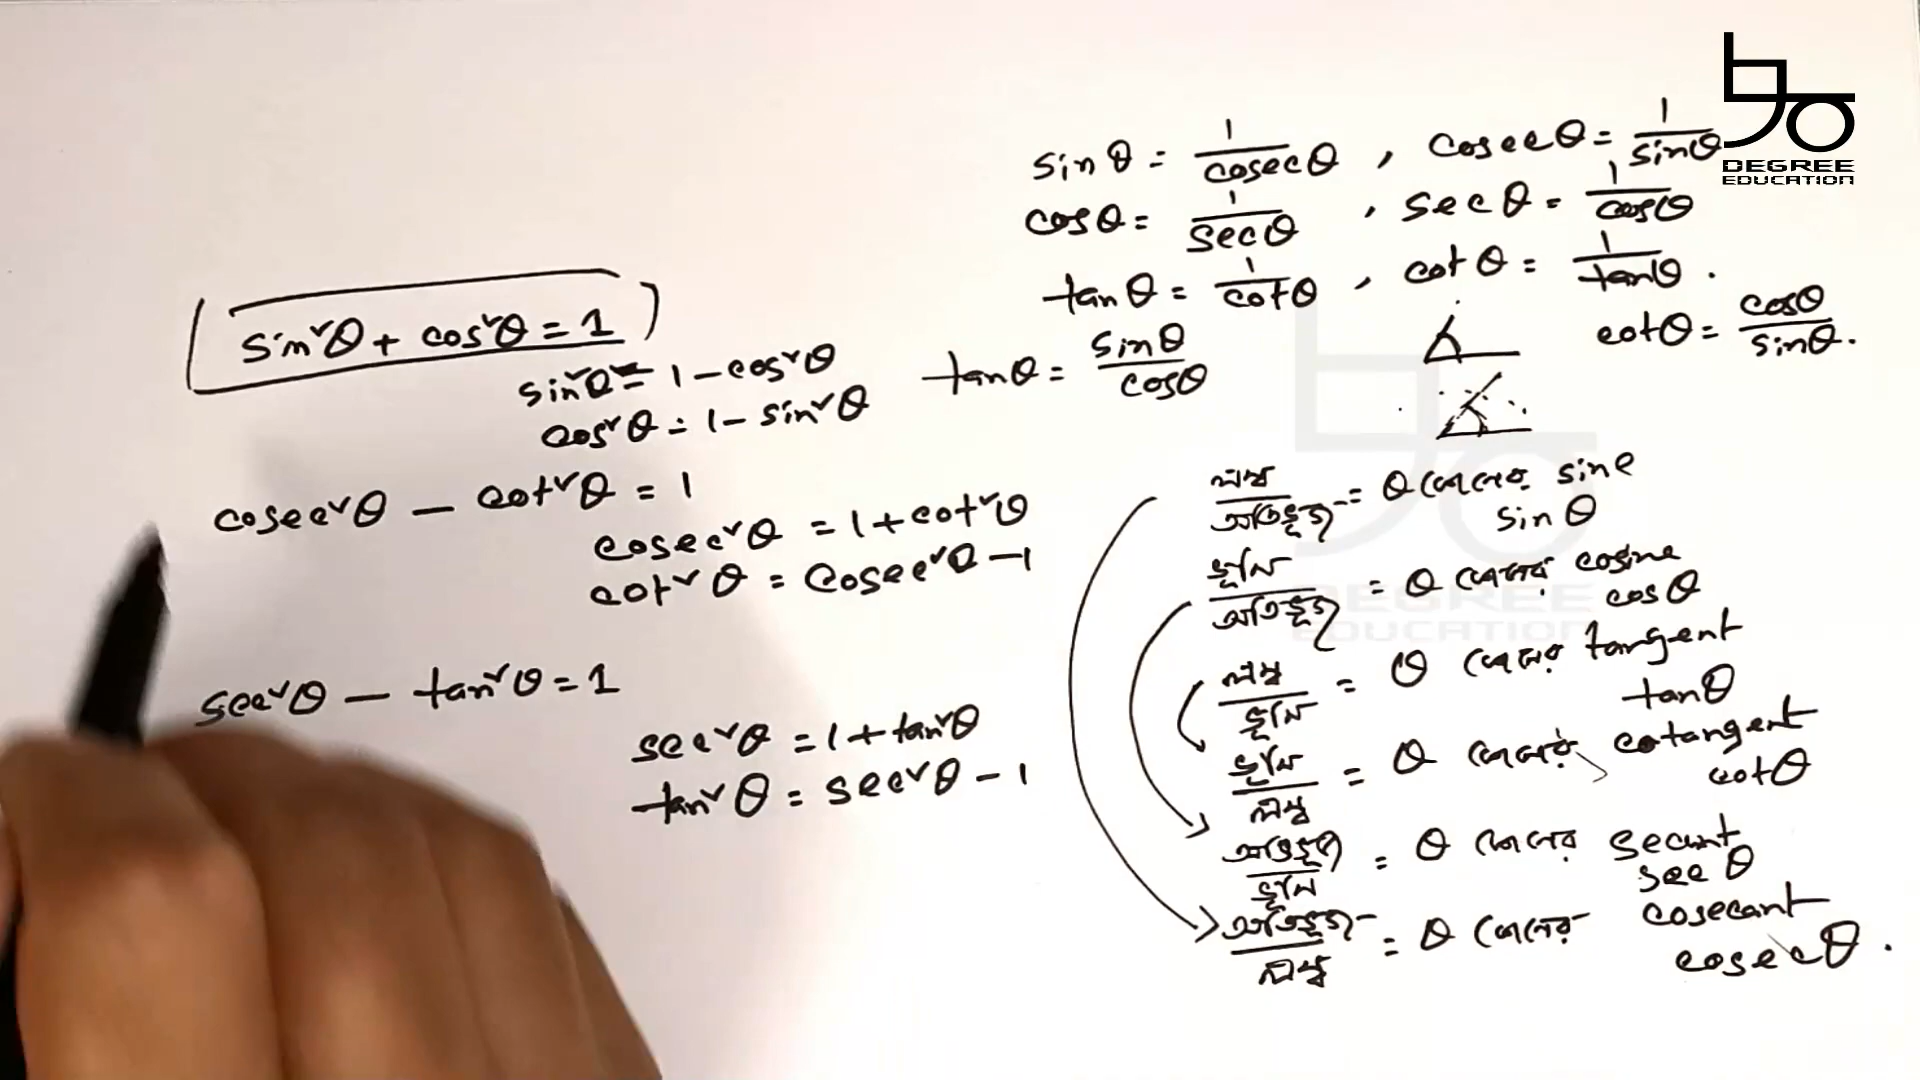 sin²θ + cos²θ = 1
sin²θ = 1 - cos²θ
cos²θ = 1 - sin²θ
cosec²θ - cot²θ = 1
cosec²θ = 1 + cot²θ
cot²θ = cosec²θ - 1
sec²θ - tan²θ = 1
sec²θ = 1 + tan²θ
tan²θ = sec²θ - 1
sinθ = 1/cosecθ , cosecθ = 1/sinθ
cosθ = 1/secθ , secθ = 1/cosθ
tanθ = 1/cotθ , cotθ = 1/tanθ .
tanθ = sinθ/cosθ
cotθ = cosθ/sinθ .
লম্ব/অতিভূজ = θ কোনের sine
sinθ
ভূমি/অতিভূজ = θ কোনের cosine
cosθ
লম্ব/ভূমি = θ কোনের tangent
tanθ
ভূমি/লম্ব = θ কোনের cotangent
cotθ
অতিভূজ/ভূমি = θ কোনের secant
secθ
অতিভূজ/লম্ব = θ কোনের cosecant
cosecθ .
DEGREE
EDUCATION
DEGREE
EDUCATION